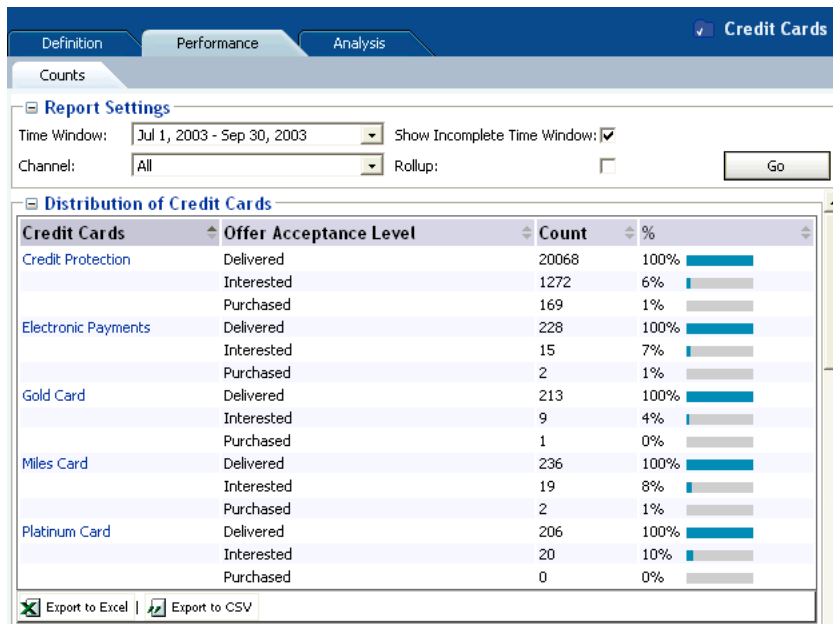 Credit Cards
Definition Performance Analysis
Counts
Report Settings
Time Window: Jul 1, 2003 - Sep 30, 2003 Show Incomplete Time Window:
Channel: All Rollup: Go
Distribution of Credit Cards
Credit Cards Offer Acceptance Level Count %
Credit Protection Delivered 20068 100%
Interested 1272 6%
Purchased 169 1%
Electronic Payments Delivered 228 100%
Interested 15 7%
Purchased 2 1%
Gold Card Delivered 213 100%
Interested 9 4%
Purchased 1 0%
Miles Card Delivered 236 100%
Interested 19 8%
Purchased 2 1%
Platinum Card Delivered 206 100%
Interested 20 10%
Purchased 0 0%
Export to Excel | Export to CSV